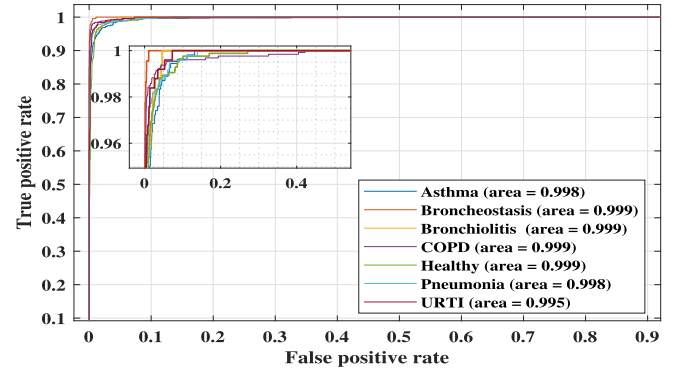 1
0.9
0.8
0.7
0.6
0.5
0.4
0.3
0.2
0.1
True positive rate
1
0.98
0.96
0 0.2 0.4
Asthma (area = 0.998)
Broncheostasis (area = 0.999)
Bronchiolitis (area = 0.999)
COPD (area = 0.999)
Healthy (area = 0.999)
Pneumonia (area = 0.998)
URTI (area = 0.995)
0 0.1 0.2 0.3 0.4 0.5 0.6 0.7 0.8 0.9
False positive rate